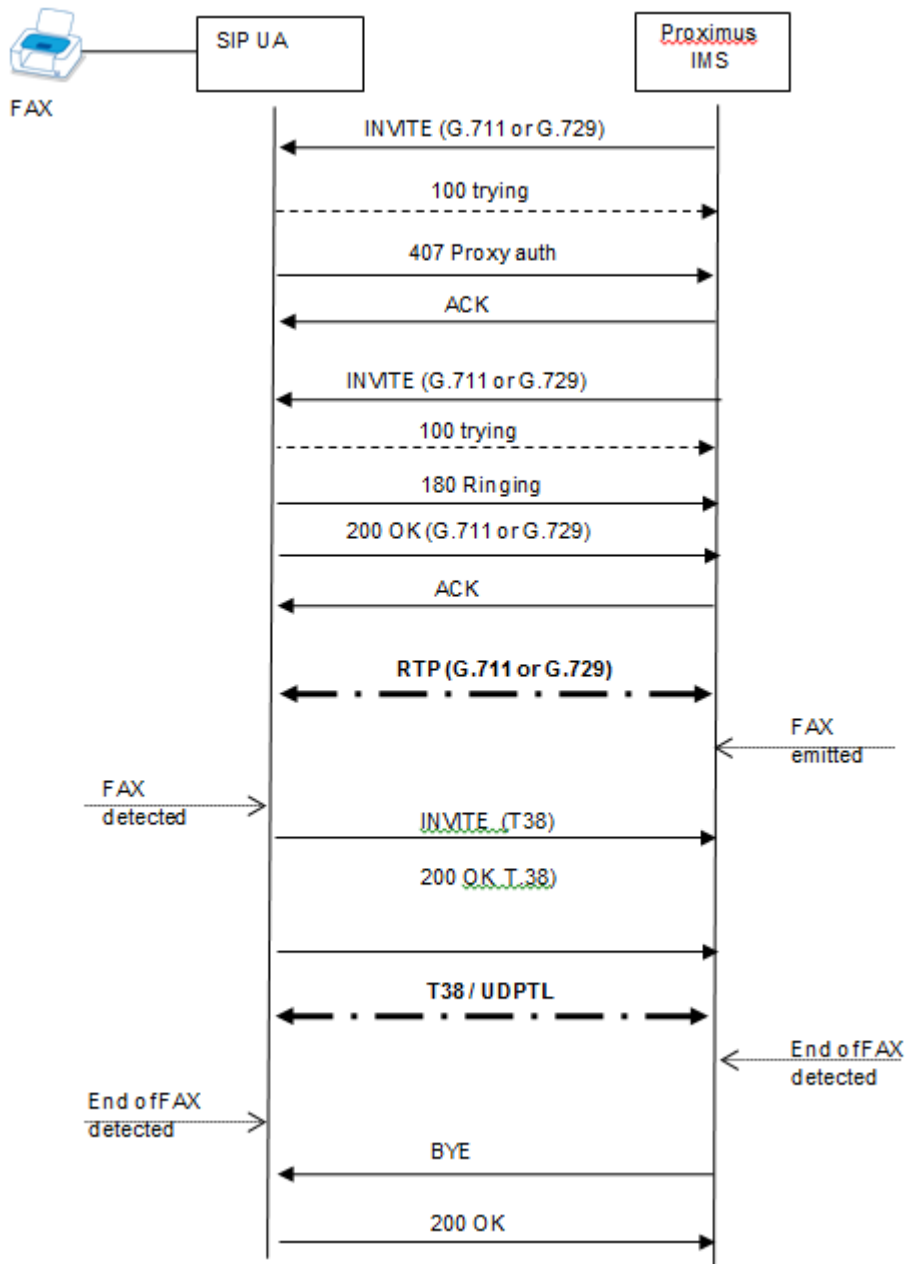 SIP UA
Proximus
IMS
FAX
INVITE (G.711 or G.729)
100 trying
407 Proxy auth
ACK
INVITE (G.711 or G.729)
100 trying
180 Ringing
200 OK (G.711 or G.729)
ACK
RTP (G.711 or G.729)
FAX
emitted
FAX
detected
INVITE (T38)
200 OK T.38)
T38 / UDPTL
End of FAX
detected
End of FAX
detected
BYE
200 OK